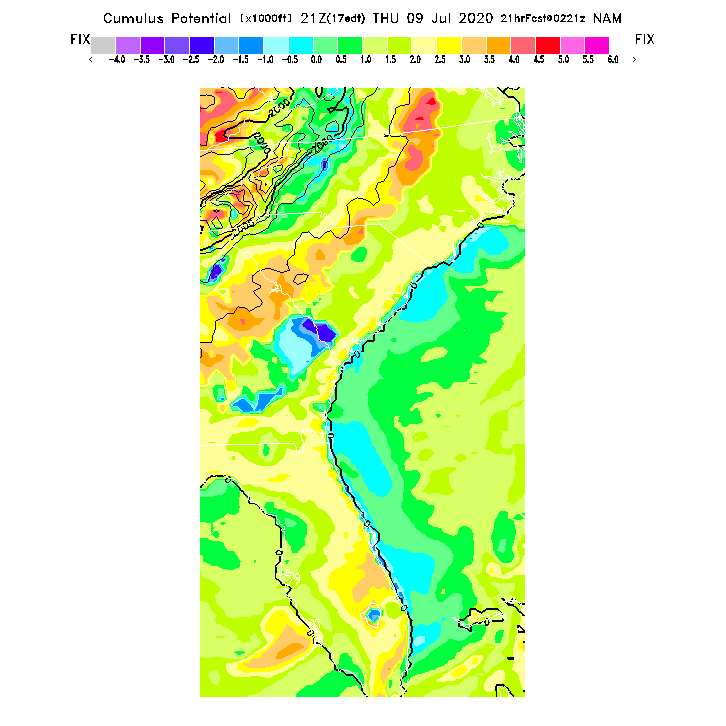 Cumulus Potential [x1000ft] 21Z(17edt) THU 09 Jul 2020 21hrFcst@0221z NAM
FIX FIX
< -4.0 -3.5 -3.0 -2.5 -2.0 -1.5 -1.0 -0.5 0.0 0.5 1.0 1.5 2.0 2.5 3.0 3.5 4.0 4.5 5.0 5.5 6.0 >
2000
2000